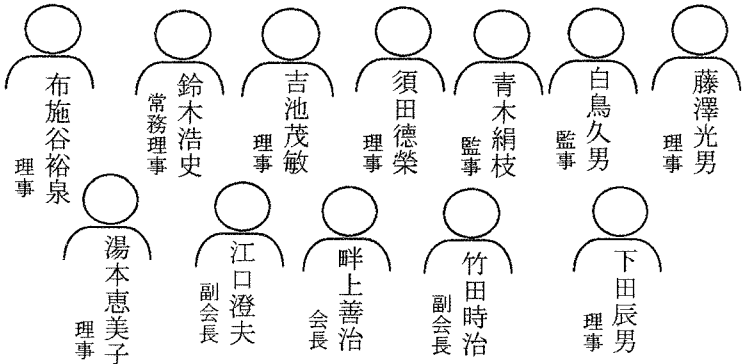 布施谷裕泉
理事
鈴木浩史
常務理事
吉池茂敏
理事
須田德榮
理事
青木絹枝
監事
白鳥久男
監事
藤澤光男
理事
湯本恵美子
理事
江口澄夫
副会長
畔上善治
会長
竹田時治
副会長
下田辰男
理事